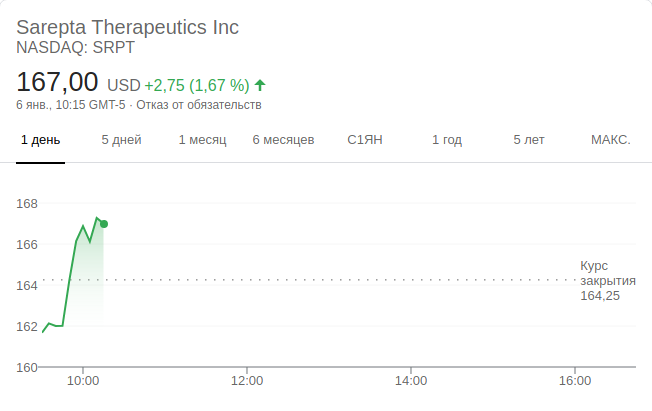 Sarepta Therapeutics Inc
NASDAQ: SRPT
167,00 USD +2,75 (1,67 %)
6 янв., 10:15 GMT-5 · Отказ от обязательств
1 день 5 дней 1 месяц 6 месяцев С1ЯН 1 год 5 лет МАКС.
168
166
Курс
закрытия
164,25
164
162
160
10:00 12:00 14:00 16:00